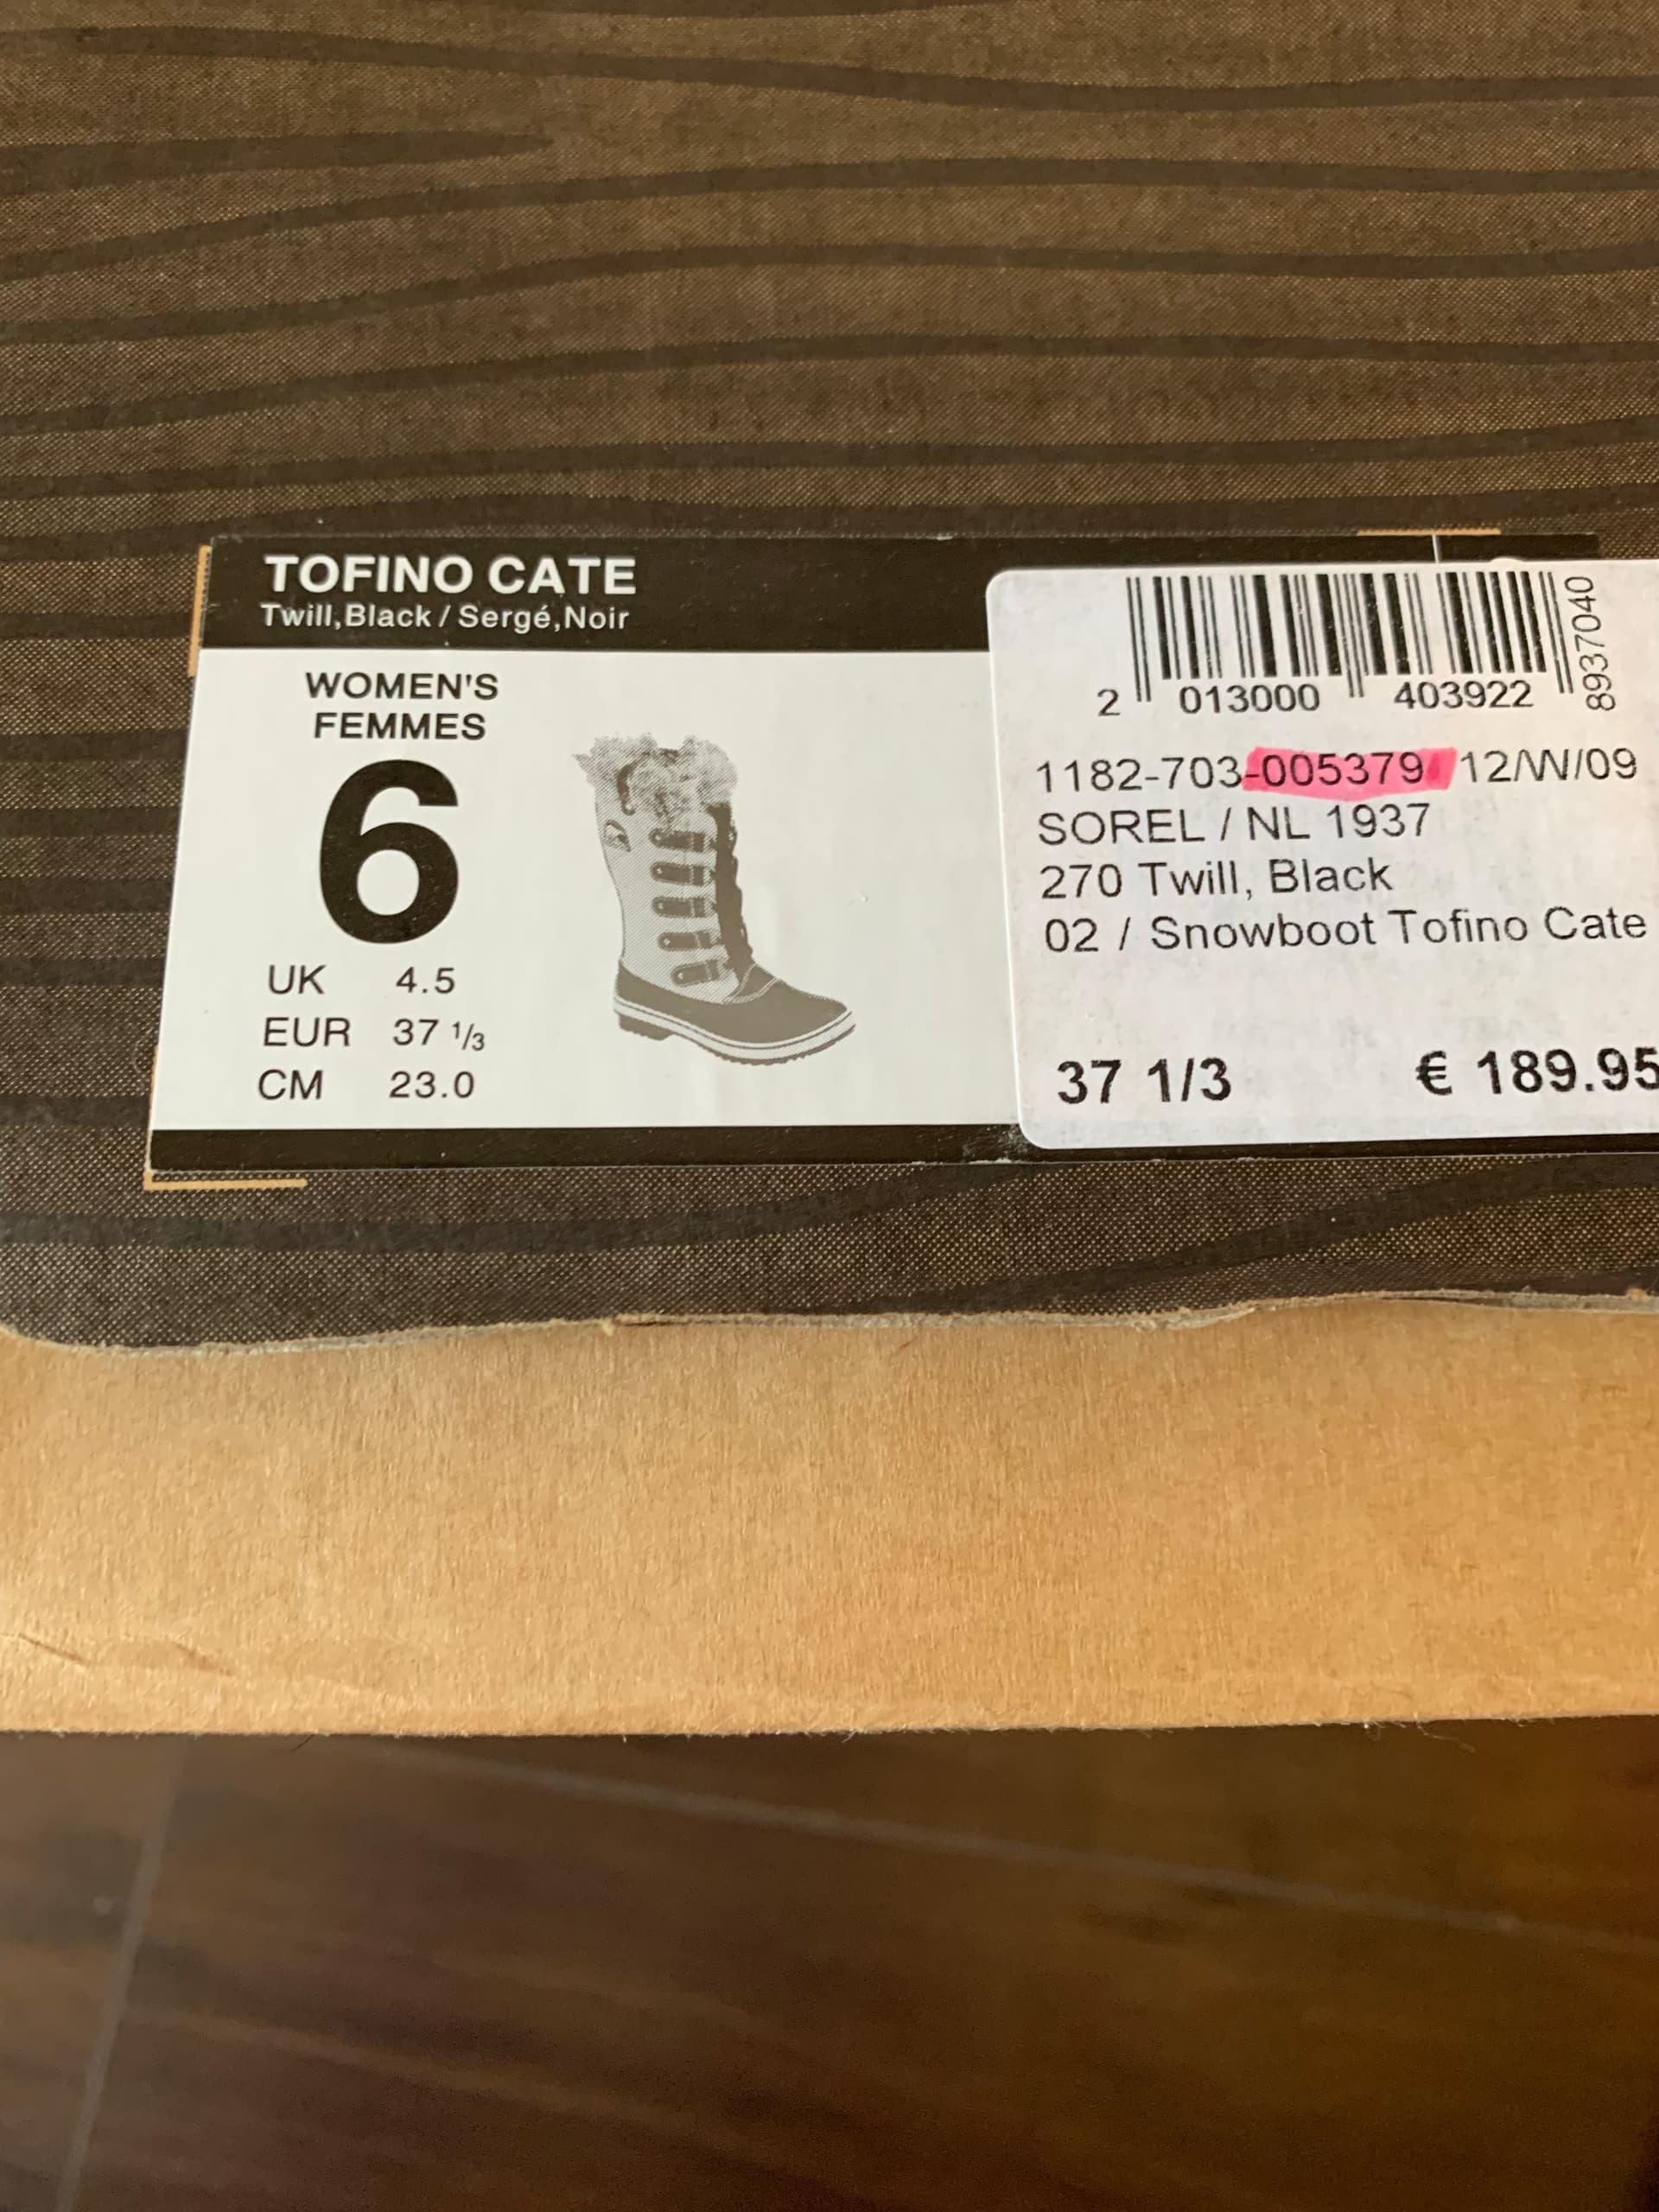 TOFINO CATE
Twill,Black / Sergé,Noir
WOMEN'S
FEMMES
6
UK 4.5
EUR 37 1/3
CM 23.0
2 013000 403922
8937040
1182-703-005379 12/W/09
SOREL / NL 1937
270 Twill, Black
02 / Snowboot Tofino Cate
37 1/3 € 189.95